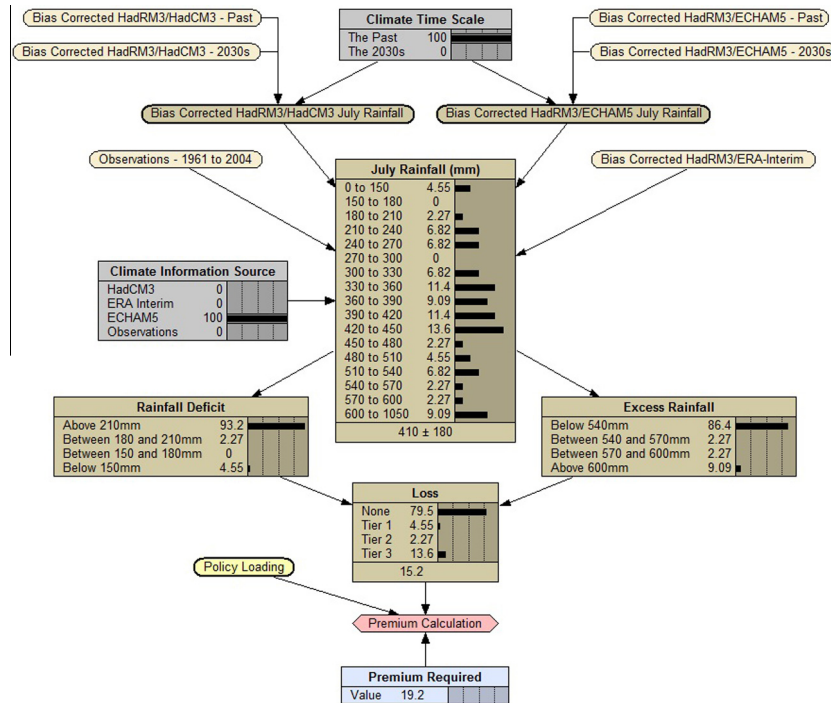 Bias Corrected HadRM3/HadCM3 - Past
Bias Corrected HadRM3/HadCM3 - 2030s
Climate Time Scale
The Past 100
The 2030s 0
Bias Corrected HadRM3/ECHAM5 - Past
Bias Corrected HadRM3/ECHAM5 - 2030s
Bias Corrected HadRM3/HadCM3 July Rainfall
Bias Corrected HadRM3/ECHAM5 July Rainfall
Observations - 1961 to 2004
Bias Corrected HadRM3/ERA-Interim
July Rainfall (mm)
0 to 150 4.55
150 to 180 0
180 to 210 2.27
210 to 240 6.82
240 to 270 6.82
270 to 300 0
300 to 330 6.82
330 to 360 11.4
360 to 390 9.09
390 to 420 11.4
420 to 450 13.6
450 to 480 2.27
480 to 510 4.55
510 to 540 6.82
540 to 570 2.27
570 to 600 2.27
600 to 1050 9.09
410 ± 180
Climate Information Source
HadCM3 0
ERA Interim 0
ECHAM5 100
Observations 0
Rainfall Deficit
Above 210mm 93.2
Between 180 and 210mm 2.27
Between 150 and 180mm 0
Below 150mm 4.55
Excess Rainfall
Below 540mm 86.4
Between 540 and 570mm 2.27
Between 570 and 600mm 2.27
Above 600mm 9.09
Loss
None 79.5
Tier 1 4.55
Tier 2 2.27
Tier 3 13.6
15.2
Policy Loading
Premium Calculation
Premium Required
Value 19.2